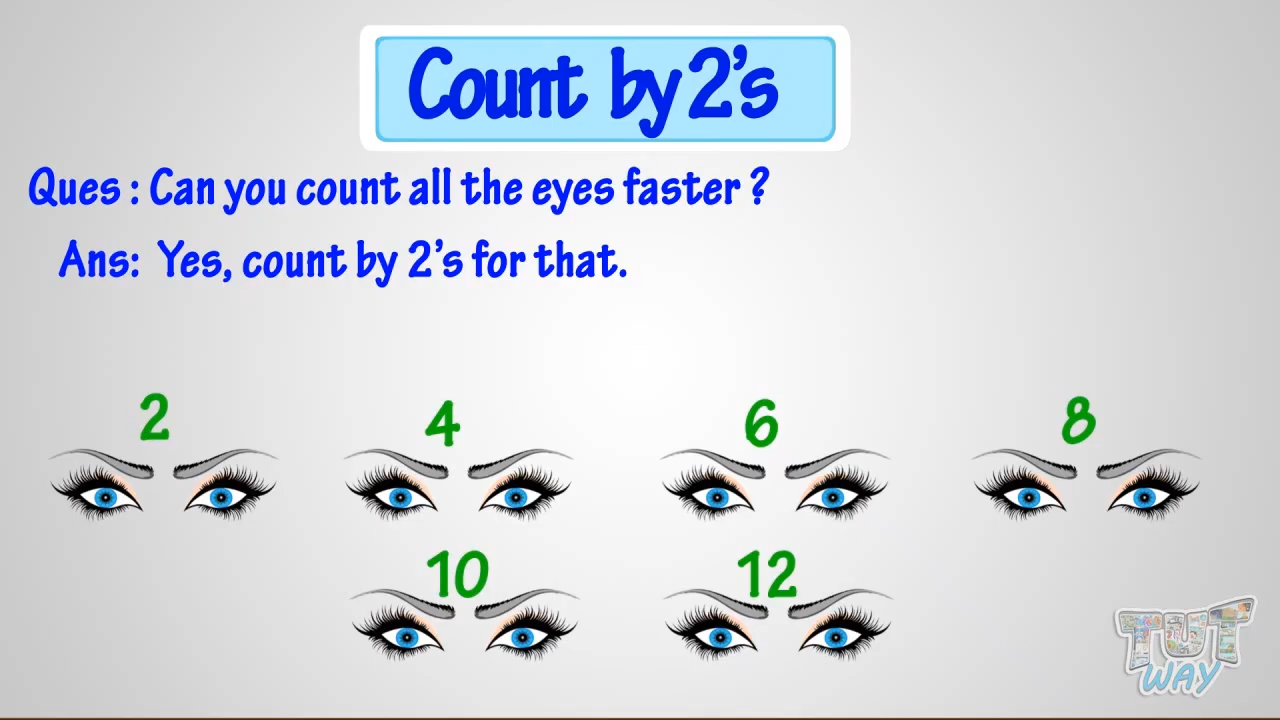 Count by 2's
Ques : Can you count all the eyes faster ?
Ans: Yes, count by 2's for that.
2 4 6 8
10 12
TUT
WAY